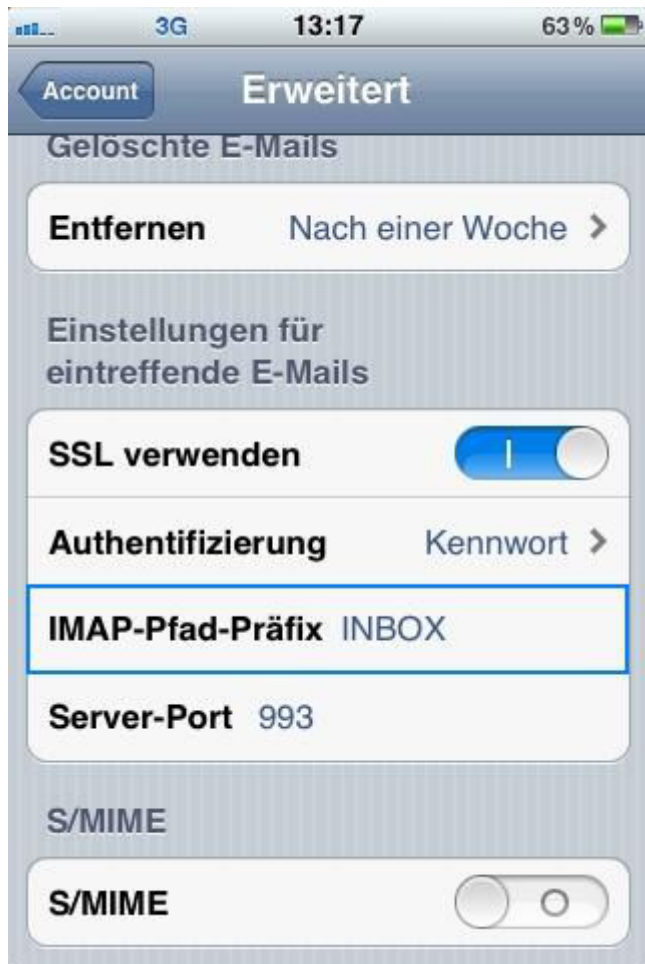 3G 13:17 63 %
Account Erweitert
Gelöschte E-Mails
Entfernen Nach einer Woche
Einstellungen für
eintreffende E-Mails
SSL verwenden
Authentifizierung Kennwort
IMAP-Pfad-Präfix INBOX
Server-Port 993
S/MIME
S/MIME